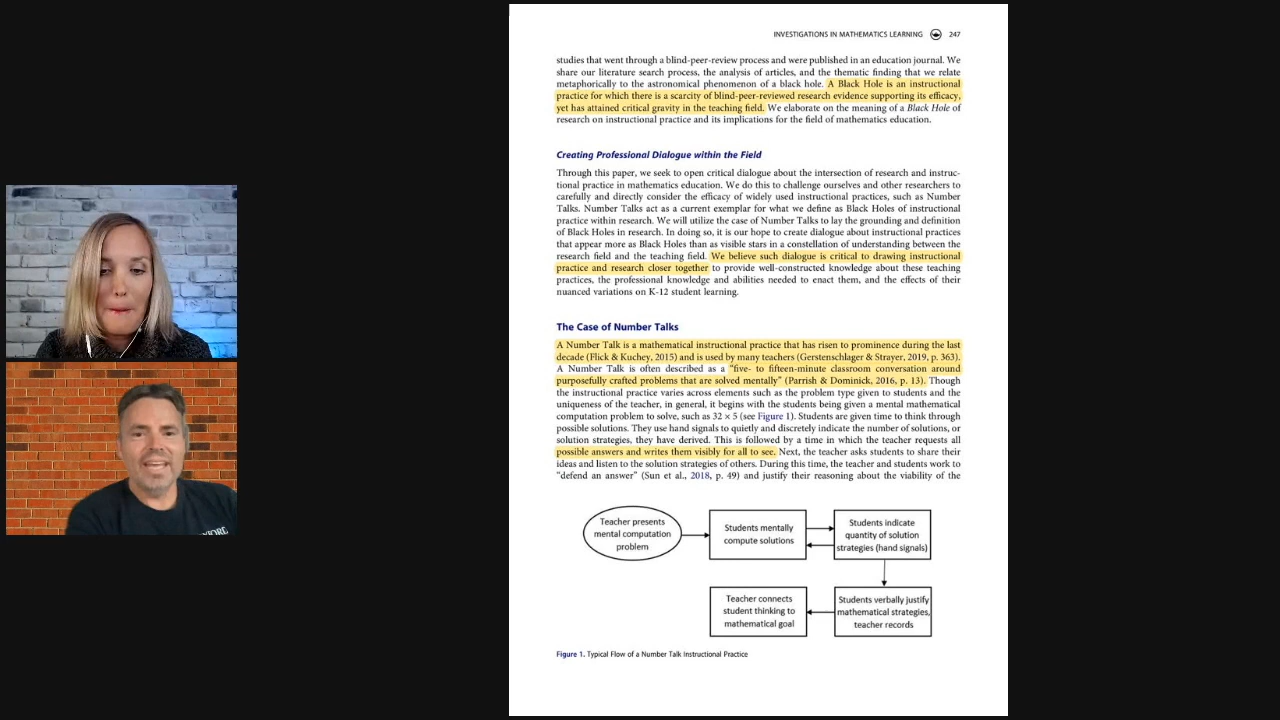 INVESTIGATIONS IN MATHEMATICS LEARNING 247
studies that went through a blind-peer-review process and were published in an education journal. We
share our literature search process, the analysis of articles, and the thematic finding that we relate
metaphorically to the astronomical phenomenon of a black hole. A Black Hole is an instructional
practice for which there is a scarcity of blind-peer-reviewed research evidence supporting its efficacy,
yet has attained critical gravity in the teaching field. We elaborate on the meaning of a Black Hole of
research on instructional practice and its implications for the field of mathematics education.
Creating Professional Dialogue within the Field
Through this paper, we seek to open critical dialogue about the intersection of research and instruc-
tional practice in mathematics education. We do this to challenge ourselves and other researchers to
carefully and directly consider the efficacy of widely used instructional practices, such as Number
Talks. Number Talks act as a current exemplar for what we define as Black Holes of instructional
practice within research. We will utilize the case of Number Talks to lay the grounding and definition
of Black Holes in research. In doing so, it is our hope to create dialogue about instructional practices
that appear more as Black Holes than as visible stars in a constellation of understanding between the
research field and the teaching field. We believe such dialogue is critical to drawing instructional
practice and research closer together to provide well-constructed knowledge about these teaching
practices, the professional knowledge and abilities needed to enact them, and the effects of their
nuanced variations on K-12 student learning.
The Case of Number Talks
A Number Talk is a mathematical instructional practice that has risen to prominence during the last
decade (Flick & Kuchey, 2015) and is used by many teachers (Gerstenschlager & Strayer, 2019, p. 363).
A Number Talk is often described as a “five- to fifteen-minute classroom conversation around
purposefully crafted problems that are solved mentally” (Parrish & Dominick, 2016, p. 13). Though
the instructional practice varies across elements such as the problem type given to students and the
uniqueness of the teacher, in general, it begins with the students being given a mental mathematical
computation problem to solve, such as 32 × 5 (see Figure 1). Students are given time to think through
possible solutions. They use hand signals to quietly and discretely indicate the number of solutions, or
solution strategies, they have derived. This is followed by a time in which the teacher requests all
possible answers and writes them visibly for all to see. Next, the teacher asks students to share their
ideas and listen to the solution strategies of others. During this time, the teacher and students work to
“defend an answer” (Sun et al., 2018, p. 49) and justify their reasoning about the viability of the
Teacher presents
mental computation
problem
Students mentally
compute solutions
Students indicate
quantity of solution
strategies (hand signals)
Students verbally justify
mathematical strategies,
teacher records
Teacher connects
student thinking to
mathematical goal
Figure 1. Typical Flow of a Number Talk Instructional Practice